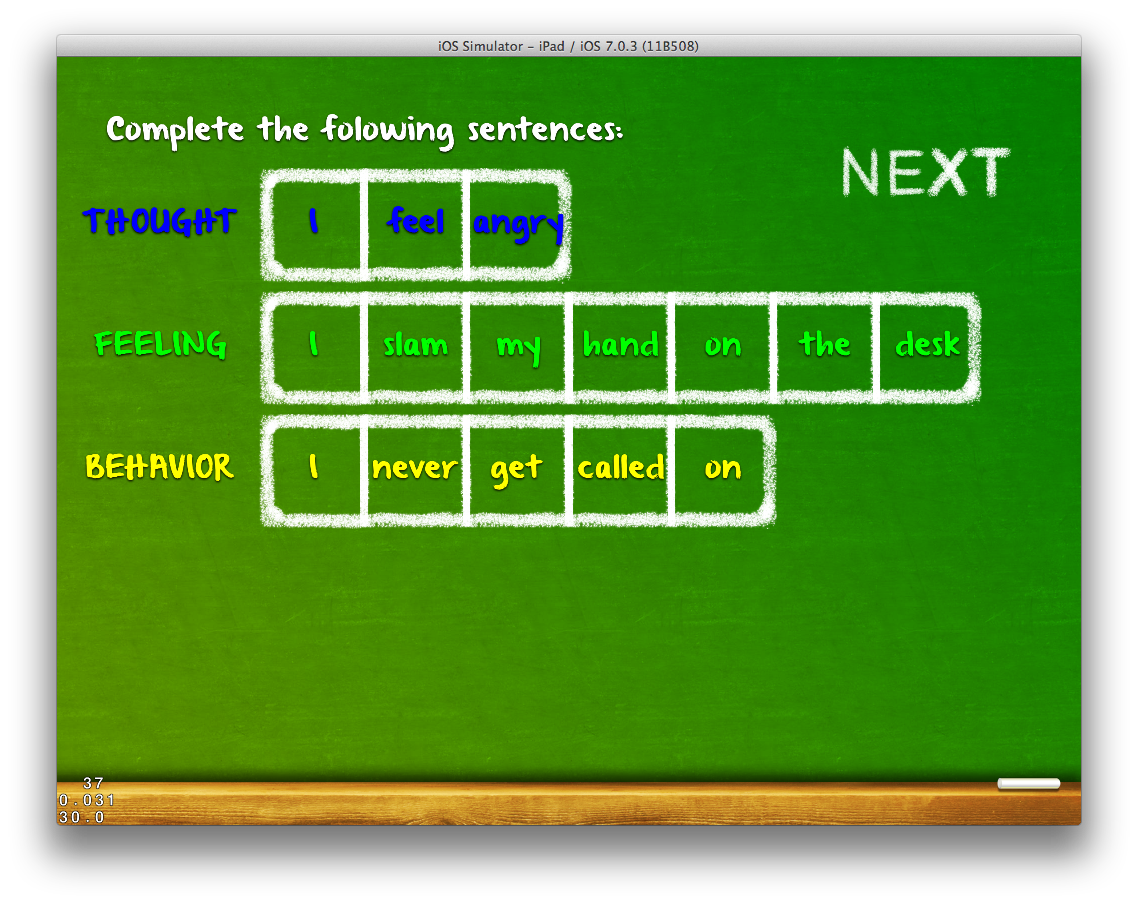 iOS Simulator – iPad / iOS 7.0.3 (11B508)
Complete the folowing sentences:
NEXT
THOUGHT I feel angry
FEELING I slam my hand on the desk
BEHAVIOR I never get called on
37
0.031
30.0